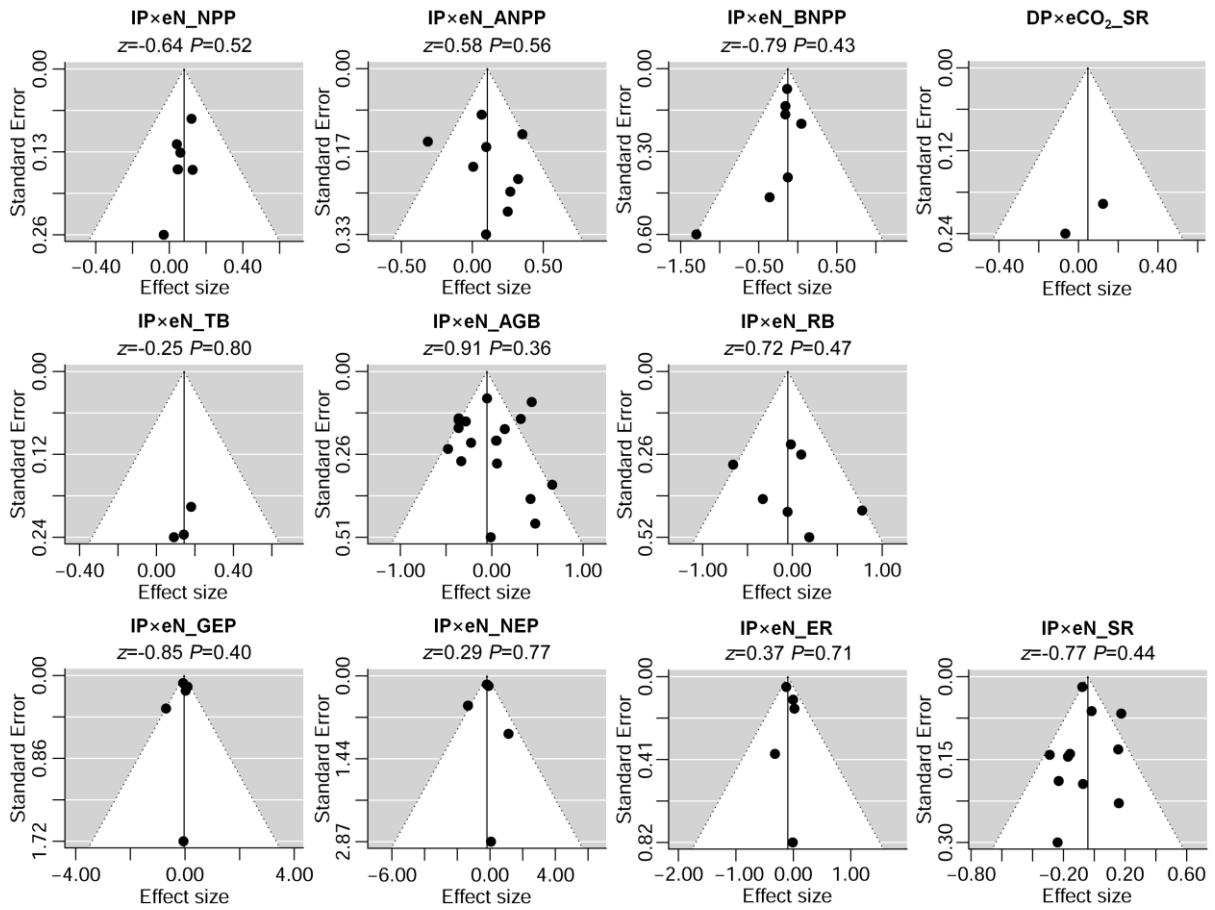 IP×eN_NPP
z=-0.64 P=0.52
Standard Error
0.00
0.13
0.26
−0.40 0.00 0.40
Effect size
IP×eN_ANPP
z=0.58 P=0.56
Standard Error
0.00
0.17
0.33
−0.50 0.00 0.50
Effect size
IP×eN_BNPP
z=-0.79 P=0.43
Standard Error
0.00
0.30
0.60
−1.50 −0.50 0.50
Effect size
DP×eCO₂_SR
Standard Error
0.00
0.12
0.24
−0.40 0.00 0.40
Effect size
IP×eN_TB
z=-0.25 P=0.80
Standard Error
0.00
0.12
0.24
−0.40 0.00 0.40
Effect size
IP×eN_AGB
z=0.91 P=0.36
Standard Error
0.00
0.26
0.51
−1.00 0.00 1.00
Effect size
IP×eN_RB
z=0.72 P=0.47
Standard Error
0.00
0.26
0.52
−1.00 0.00 1.00
Effect size
IP×eN_GEP
z=-0.85 P=0.40
Standard Error
0.00
0.86
1.72
−4.00 0.00 4.00
Effect size
IP×eN_NEP
z=0.29 P=0.77
Standard Error
0.00
1.44
2.87
−6.00 0.00 4.00
Effect size
IP×eN_ER
z=0.37 P=0.71
Standard Error
0.00
0.41
0.82
−2.00 0.00 1.00
Effect size
IP×eN_SR
z=-0.77 P=0.44
Standard Error
0.00
0.15
0.30
−0.80 −0.20 0.20 0.60
Effect size